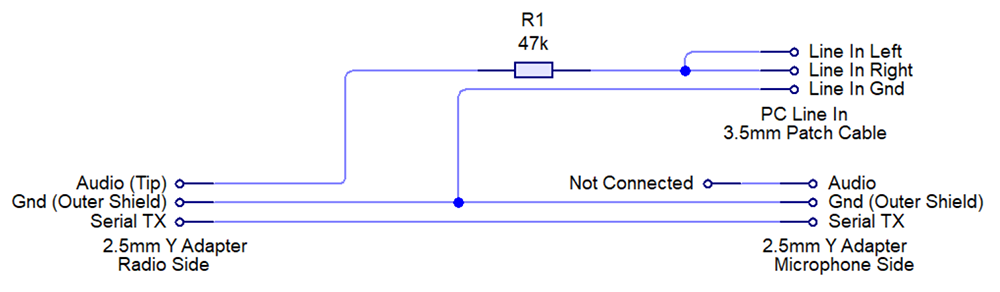 R1
47k
Line In Left
Line In Right
Line In Gnd
PC Line In
3.5mm Patch Cable
Audio (Tip)
Gnd (Outer Shield)
Serial TX
2.5mm Y Adapter
Radio Side
Not Connected
Audio
Gnd (Outer Shield)
Serial TX
2.5mm Y Adapter
Microphone Side